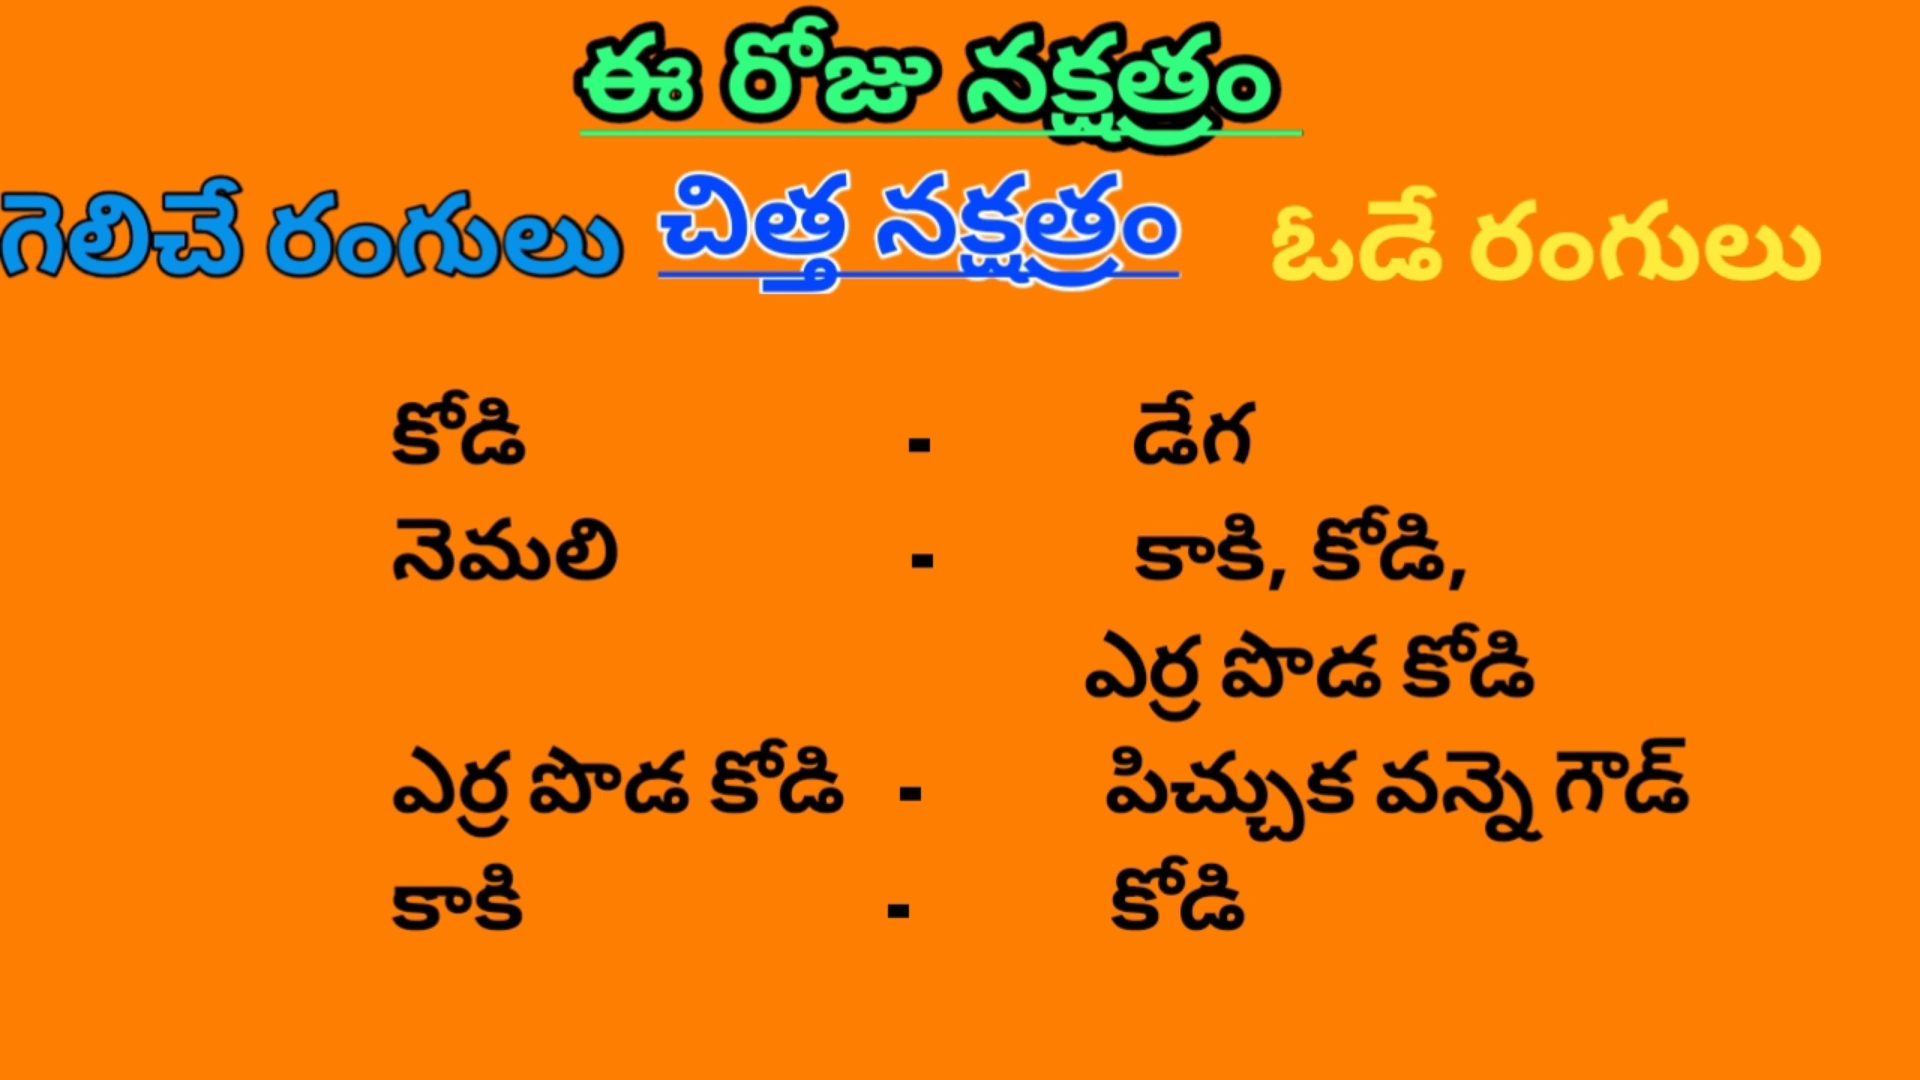 ఈ రోజు నక్షత్రం
గెలిచే రంగులు చిత్త నక్షత్రం ఓడే రంగులు
కోడి - డేగ
నెమలి - కాకి, కోడి,
ఎర్ర పొడ కోడి
ఎర్ర పొడ కోడి - పిచ్చుక వన్నె గౌడ్
కాకి - కోడి